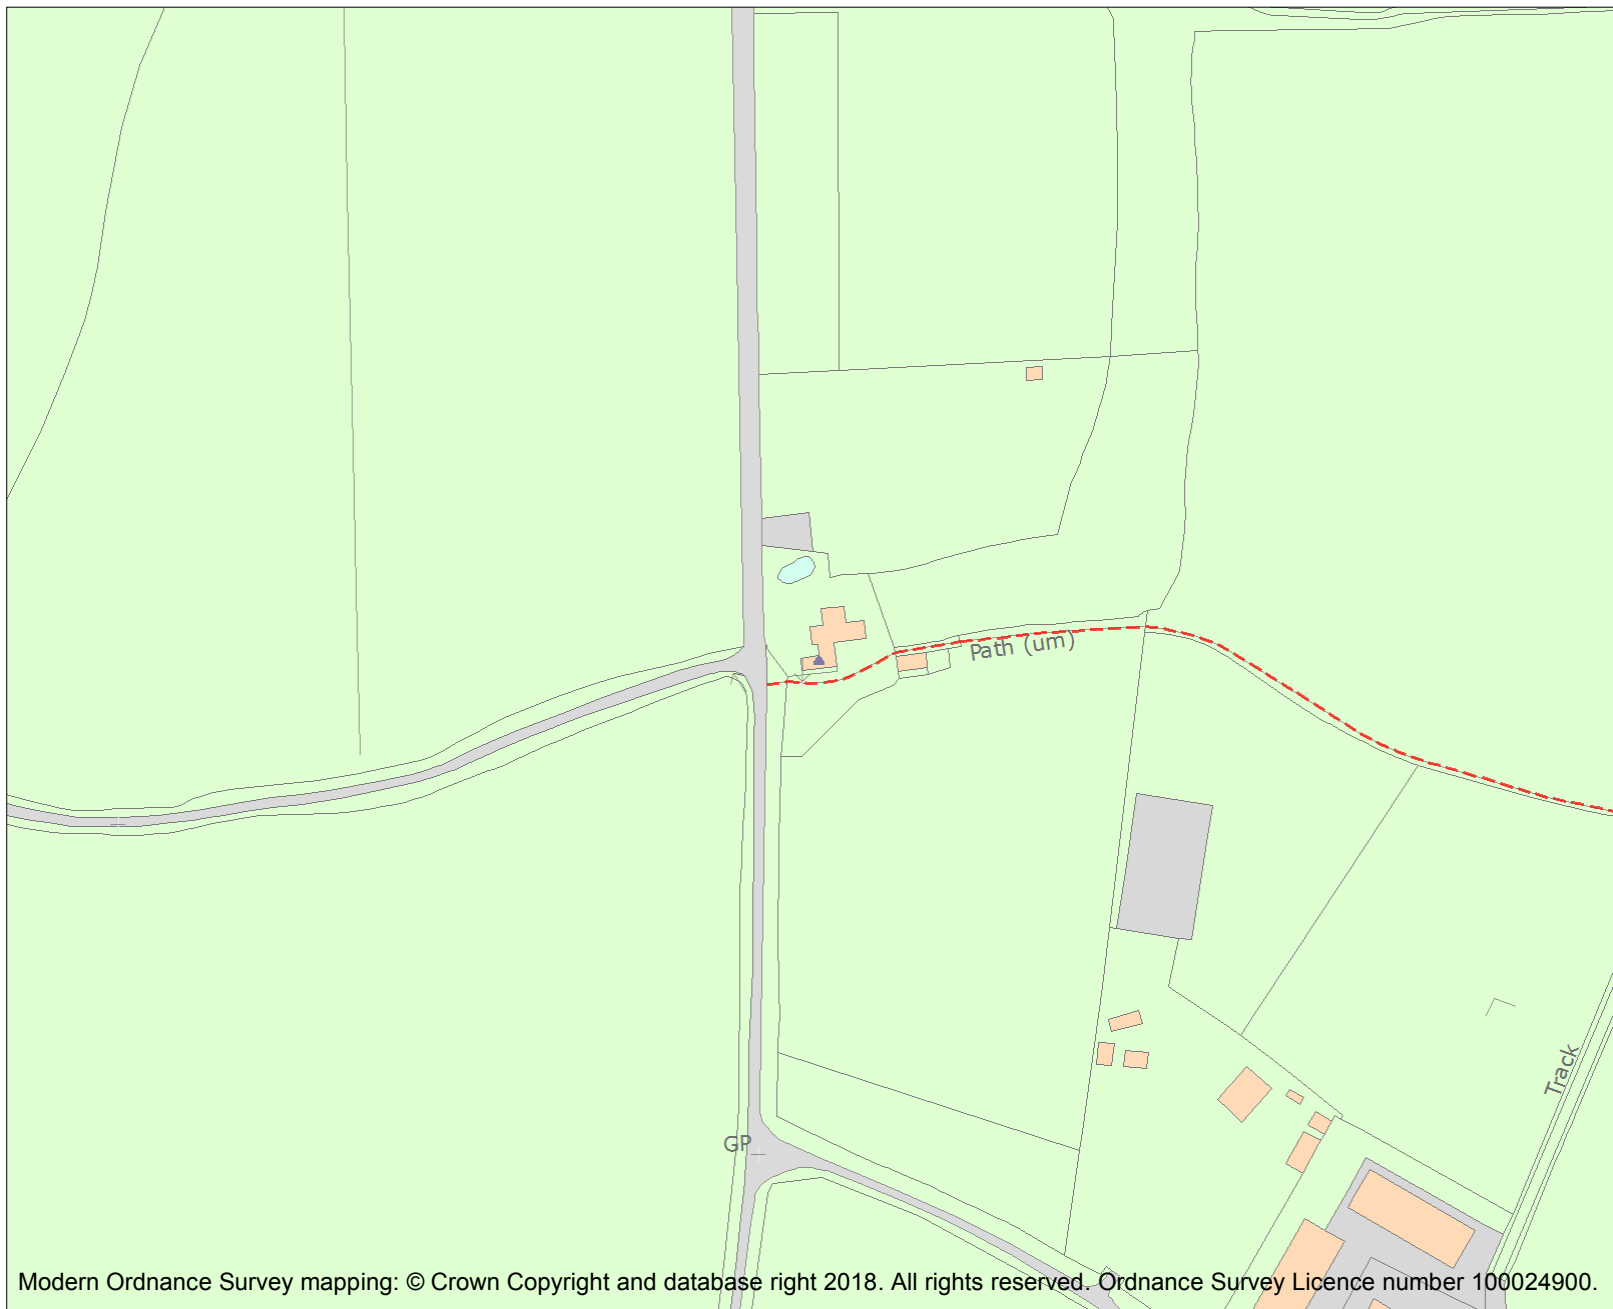 Path (um)
Track
GP
Modern Ordnance Survey mapping: © Crown Copyright and database right 2018. All rights reserved. Ordnance Survey Licence number 100024900.